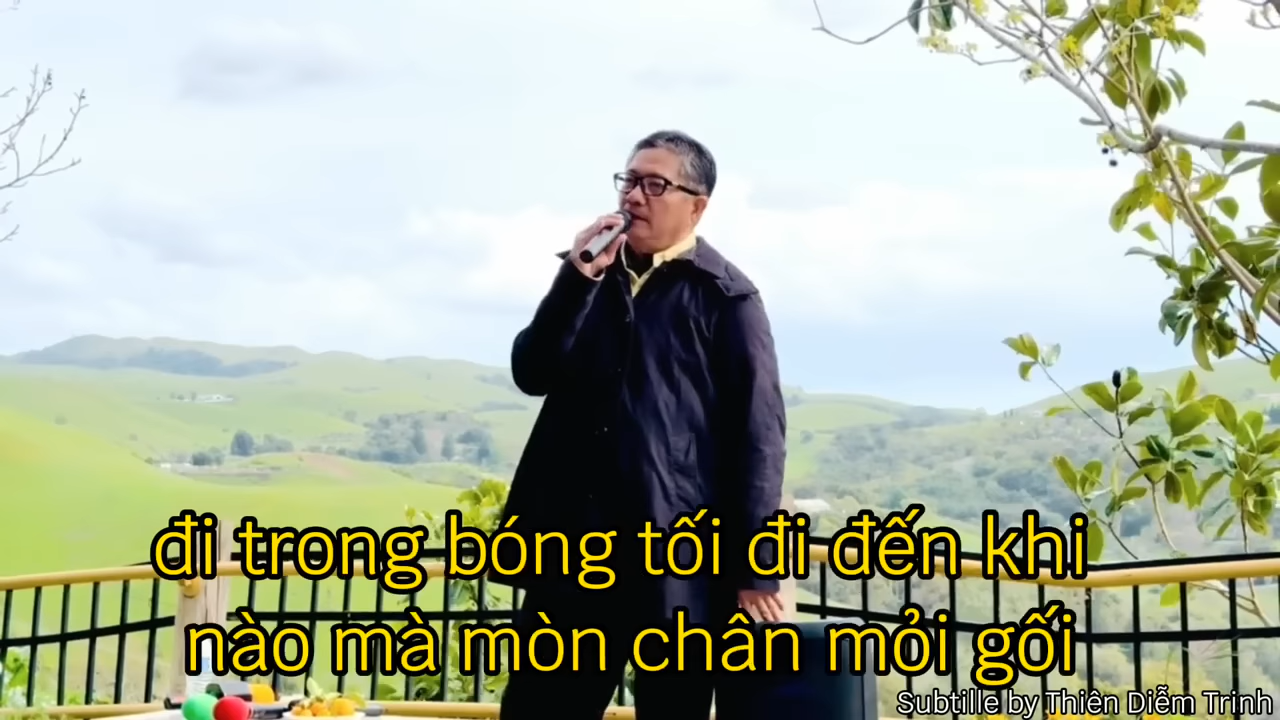 đi trong bóng tối đi đến khi
nào mà mòn chân mỏi gối
Subtille by Thiên Diễm Trinh